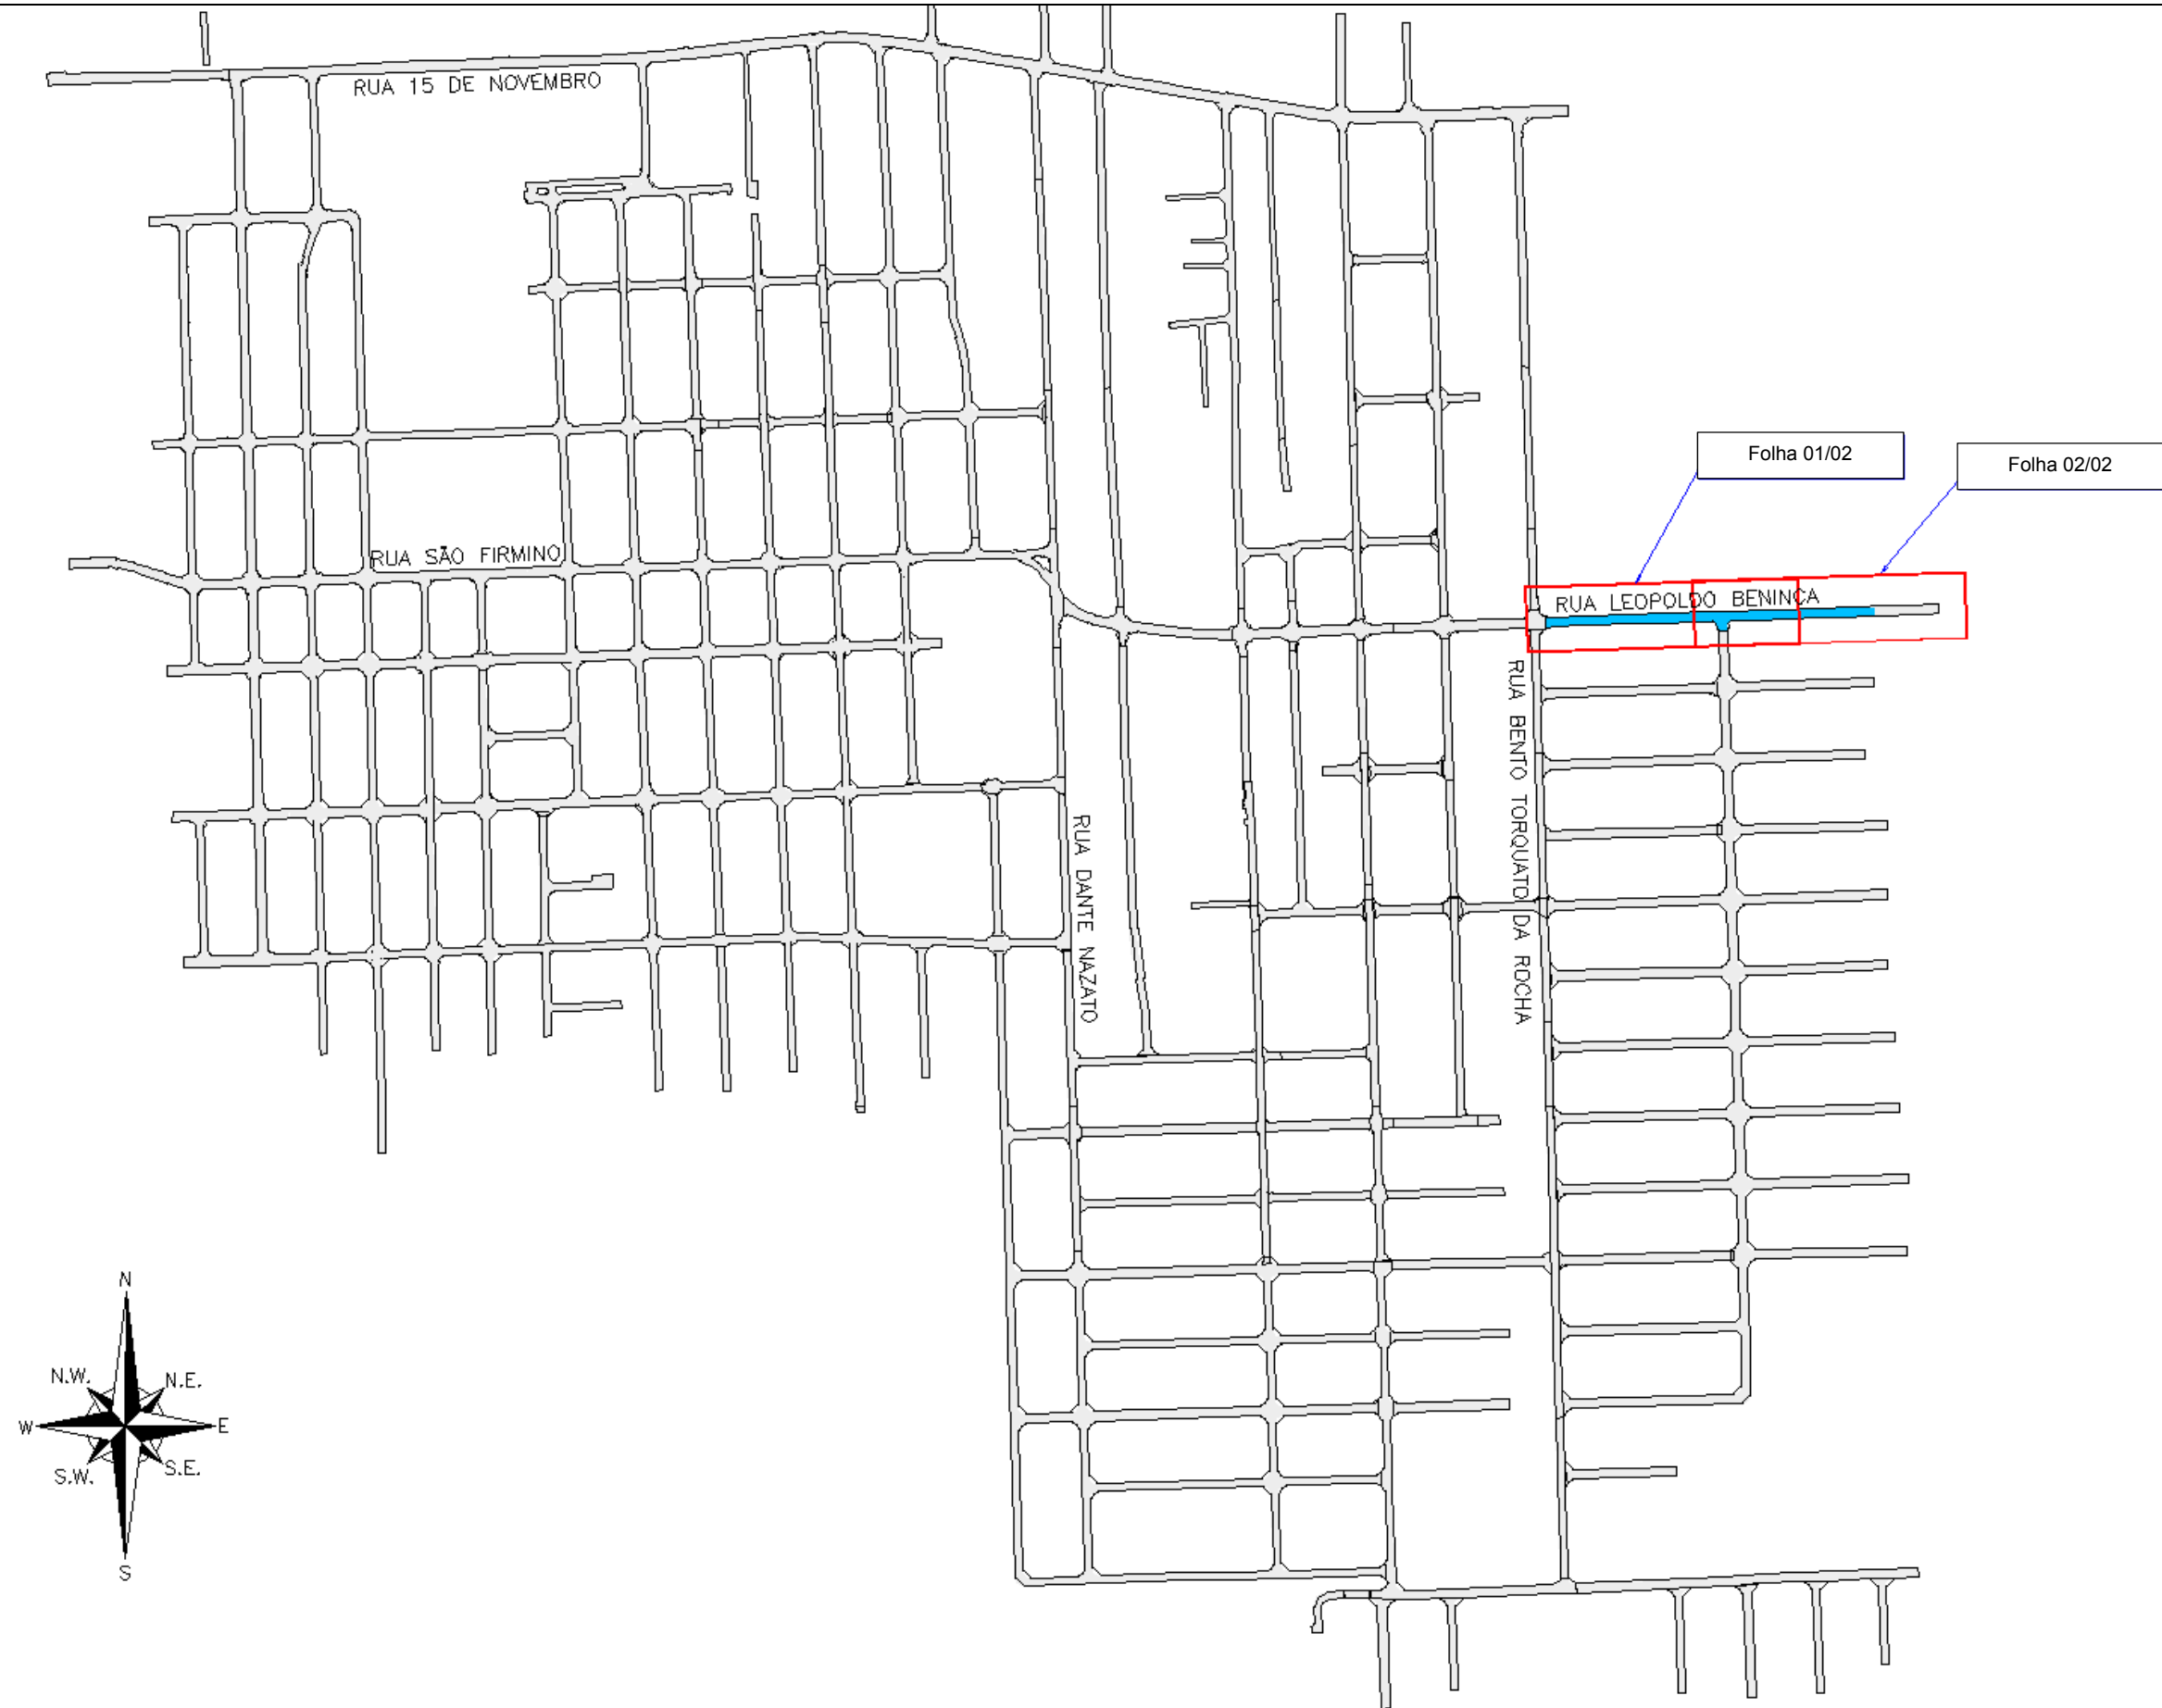 RUA 15 DE NOVEMBRO
Folha 01/02
Folha 02/02
RUA SÃO FIRMINO
RUA LEOPOLDO BENINCA
RUA BENTO TORQUATO DA ROCHA
RUA DANTE NAZATO
N
N.W.
N.E.
W
E
S.W.
S.E.
S